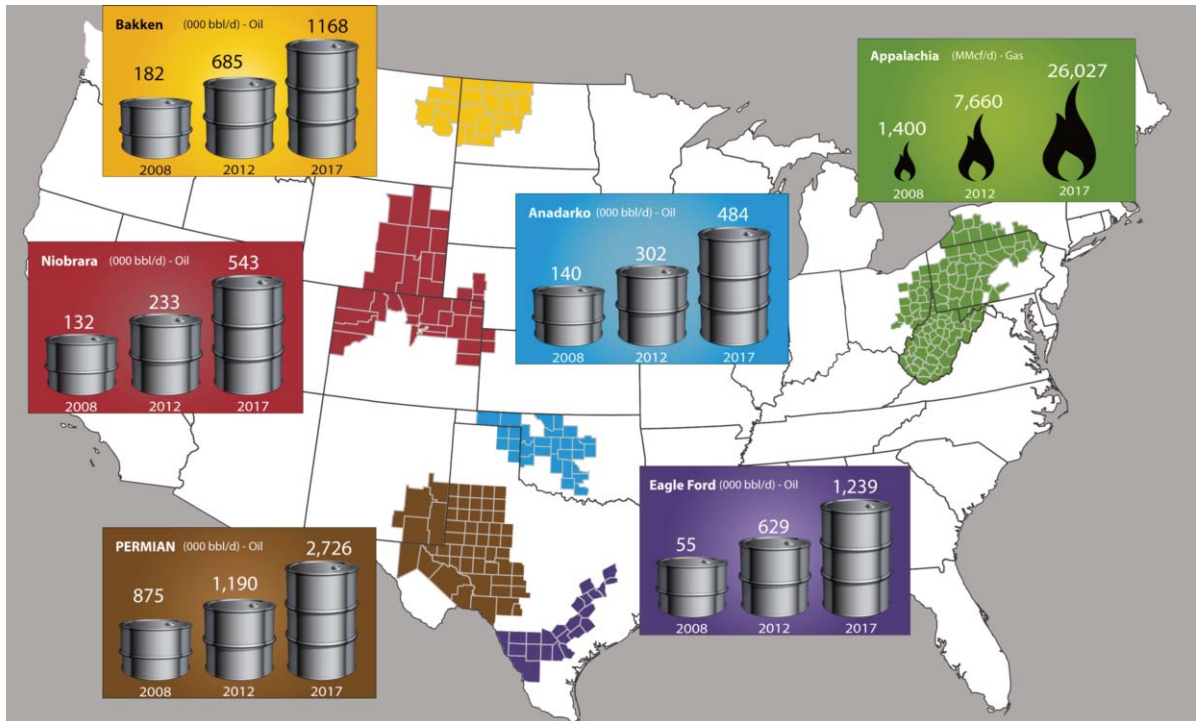 Bakken (000 bbl/d) - Oil
182 685 1168
2008 2012 2017
Appalachia (MMcf/d) - Gas
1,400 7,660 26,027
2008 2012 2017
Niobrara (000 bbl/d) - Oil
132 233 543
2008 2012 2017
Anadarko (000 bbl/d) - Oil
140 302 484
2008 2012 2017
PERMIAN (000 bbl/d) - Oil
875 1,190 2,726
2008 2012 2017
Eagle Ford (000 bbl/d) - Oil
55 629 1,239
2008 2012 2017